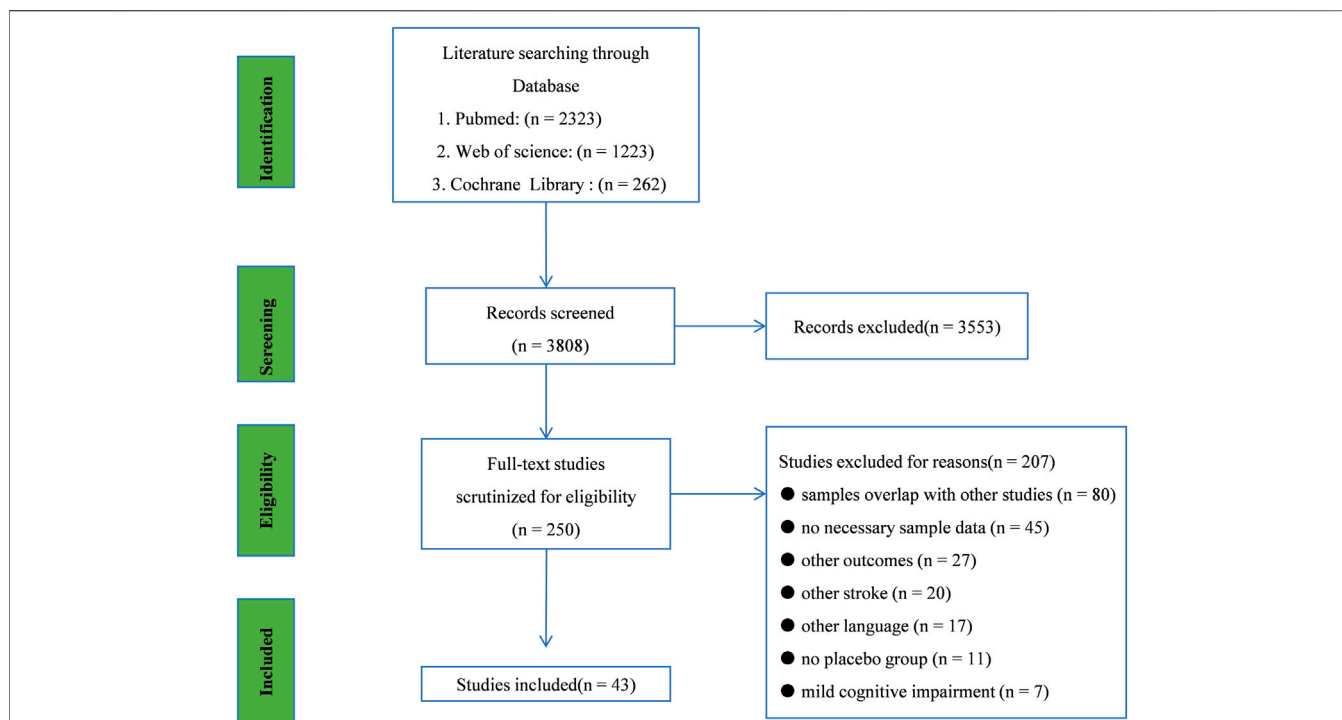 Identification
Literature searching through
Database
1. Pubmed: (n = 2323)
2. Web of science: (n = 1223)
3. Cochrane Library : (n = 262)
Sereening
Records screened
(n = 3808)
Records excluded(n = 3553)
Eligibility
Full-text studies
scrutinized for eligibility
(n = 250)
Studies excluded for reasons(n = 207)
● samples overlap with other studies (n = 80)
● no necessary sample data (n = 45)
● other outcomes (n = 27)
● other stroke (n = 20)
● other language (n = 17)
● no placebo group (n = 11)
● mild cognitive impairment (n = 7)
Included
Studies included(n = 43)